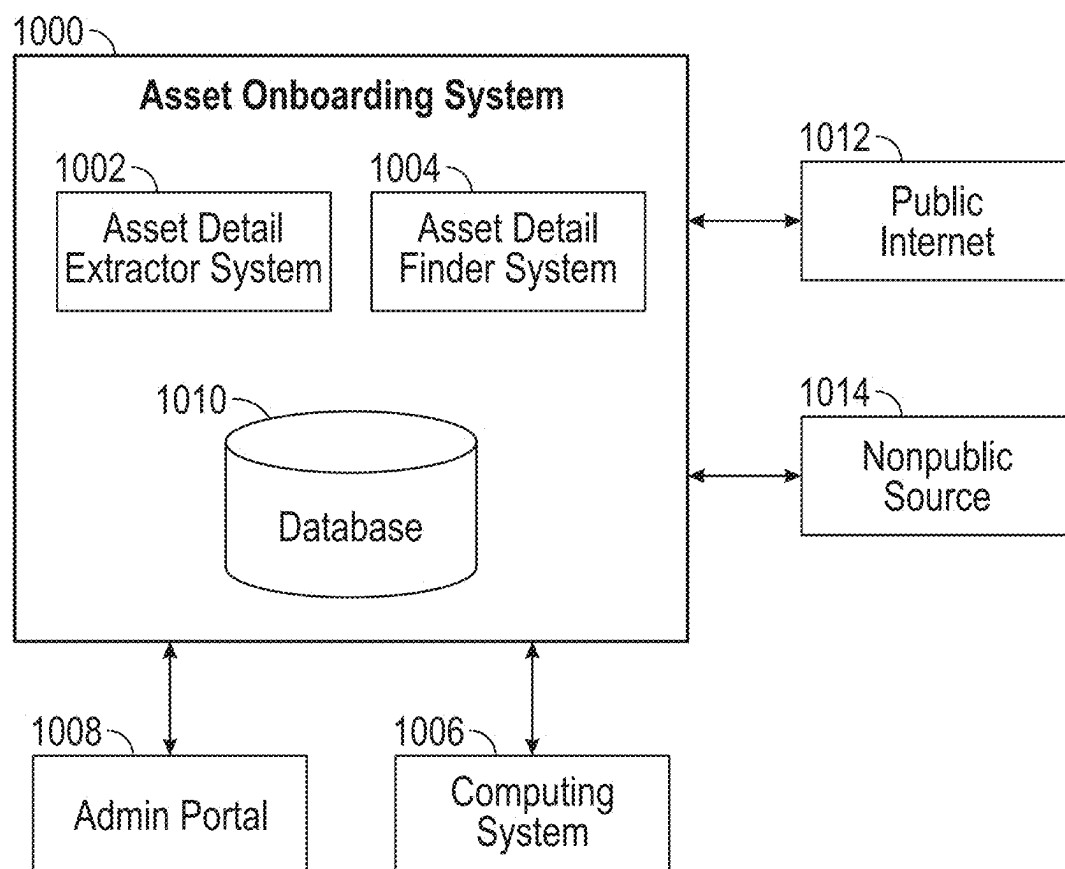 1000
Asset Onboarding System
1002
Asset Detail
Extractor System
1004
Asset Detail
Finder System
1010
Database
1012
Public
Internet
1014
Nonpublic
Source
1008
Admin Portal
1006
Computing
System